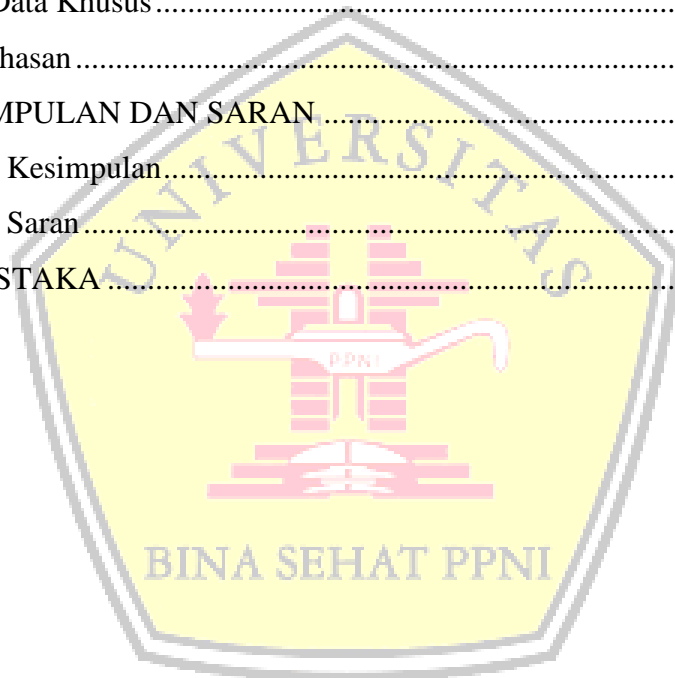 Data Khusus
hasan
MPULAN DAN SARAN
Kesimpulan
Saran
STAKA
UNIVERSITAS
PPNI
BINA SEHAT PPNI